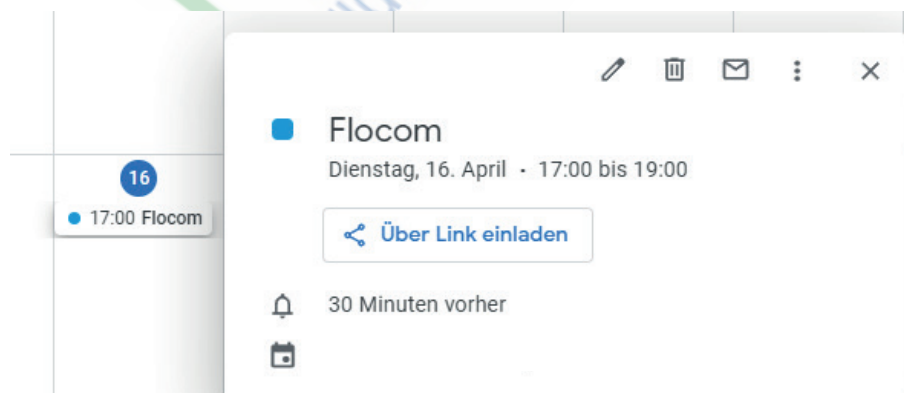 16
17:00 Flocom
Flocom
Dienstag, 16. April · 17:00 bis 19:00
Über Link einladen
30 Minuten vorher